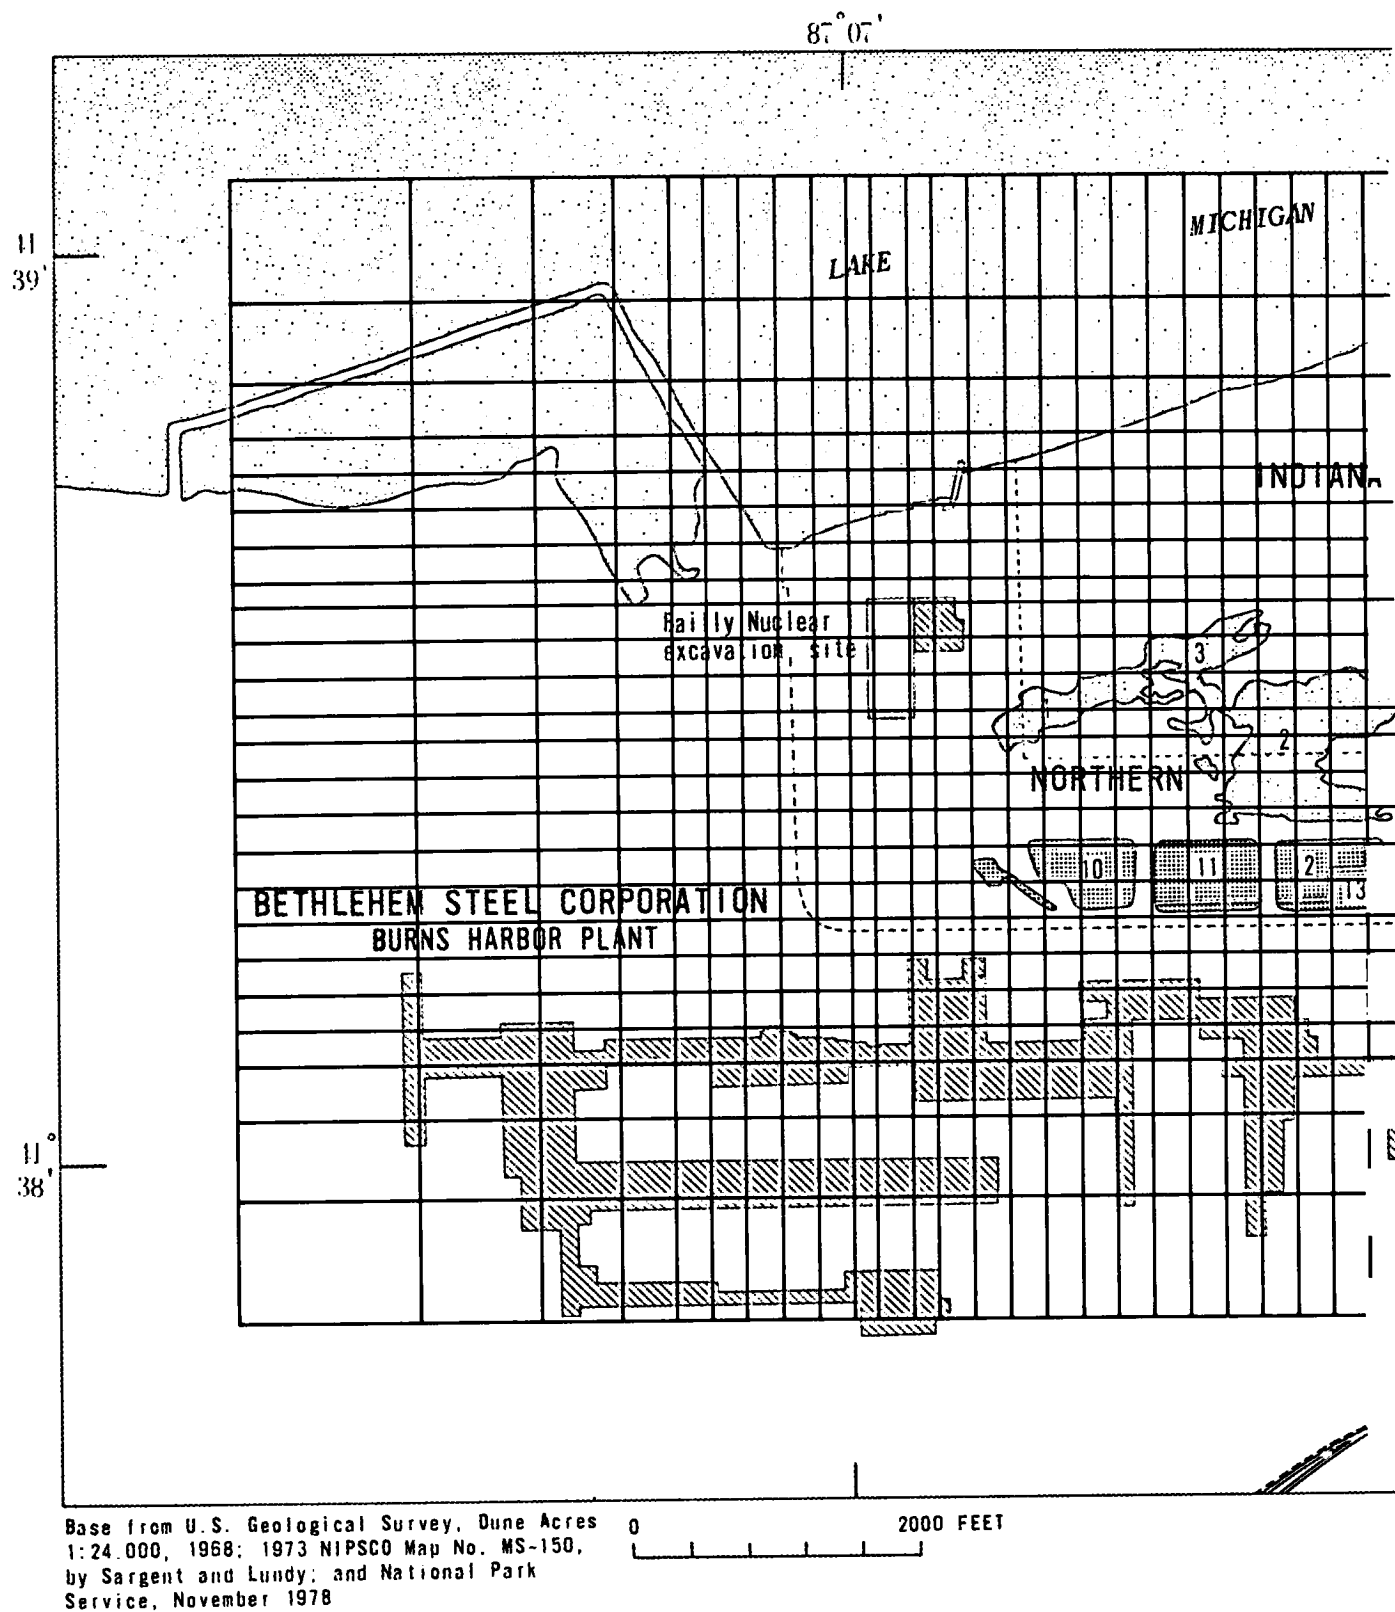 87°07'
MICHIGAN
LAKE
41
39'
INDIAN
Bailly Nuclear
excavation site
3
2
NORTHERN
6
10
11
2
13
BETHLEHEM STEEL CORPORATION
BURNS HARBOR PLANT
41°
38'
Base from U.S. Geological Survey, Dune Acres
1:24.000, 1968; 1973 NIPSCO Map No. MS-150,
by Sargent and Lundy; and National Park
Service, November 1978
0
2000 FEET